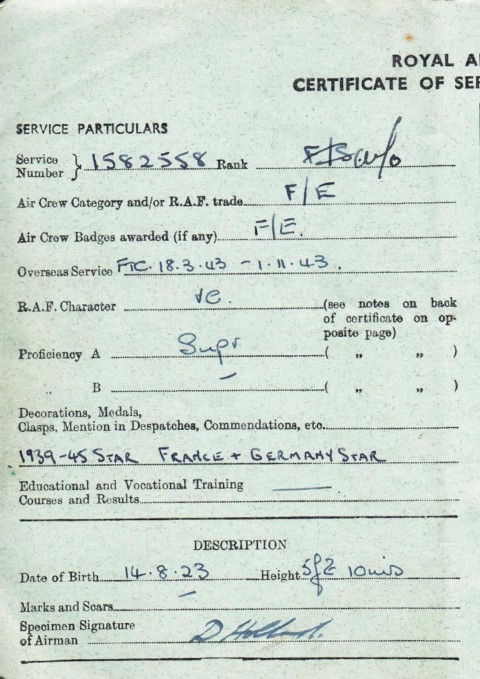 ROYAL A
CERTIFICATE OF SER
SERVICE PARTICULARS
Service Number } 1582558 Rank
Air Crew Category and/or R.A.F. trade F/E
Air Crew Badges awarded (if any) F/E.
Overseas Service 18.3.43 – 1.11.43.
R.A.F. Character VG. (see notes on back
of certificate on op-
posite page)
Proficiency A Supr ( „ „ )
„ B – ( „ „ )
Decorations, Medals,
Clasps, Mention in Despatches, Commendations, etc.
1939-45 STAR FRANCE + GERMANY STAR
Educational and Vocational Training
Courses and Results
DESCRIPTION
Date of Birth 14.8.23 Height 5ft 10ins
Marks and Scars –
Specimen Signature
of Airman D Holland.